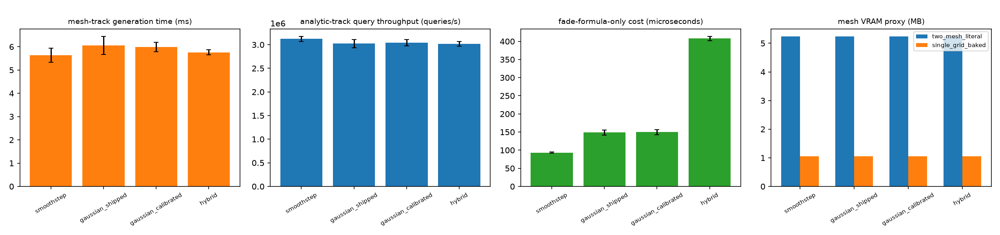 mesh-track generation time (ms)
6
5
4
3
2
1
0
smoothstep
gaussian_shipped
gaussian_calibrated
hybrid
1e6
analytic-track query throughput (queries/s)
3.0
2.5
2.0
1.5
1.0
0.5
0.0
smoothstep
gaussian_shipped
gaussian_calibrated
hybrid
fade-formula-only cost (microseconds)
400
350
300
250
200
150
100
50
0
smoothstep
gaussian_shipped
gaussian_calibrated
hybrid
mesh VRAM proxy (MB)
two_mesh_literal
single_grid_baked
5
4
3
2
1
0
smoothstep
gaussian_shipped
gaussian_calibrated
hybrid